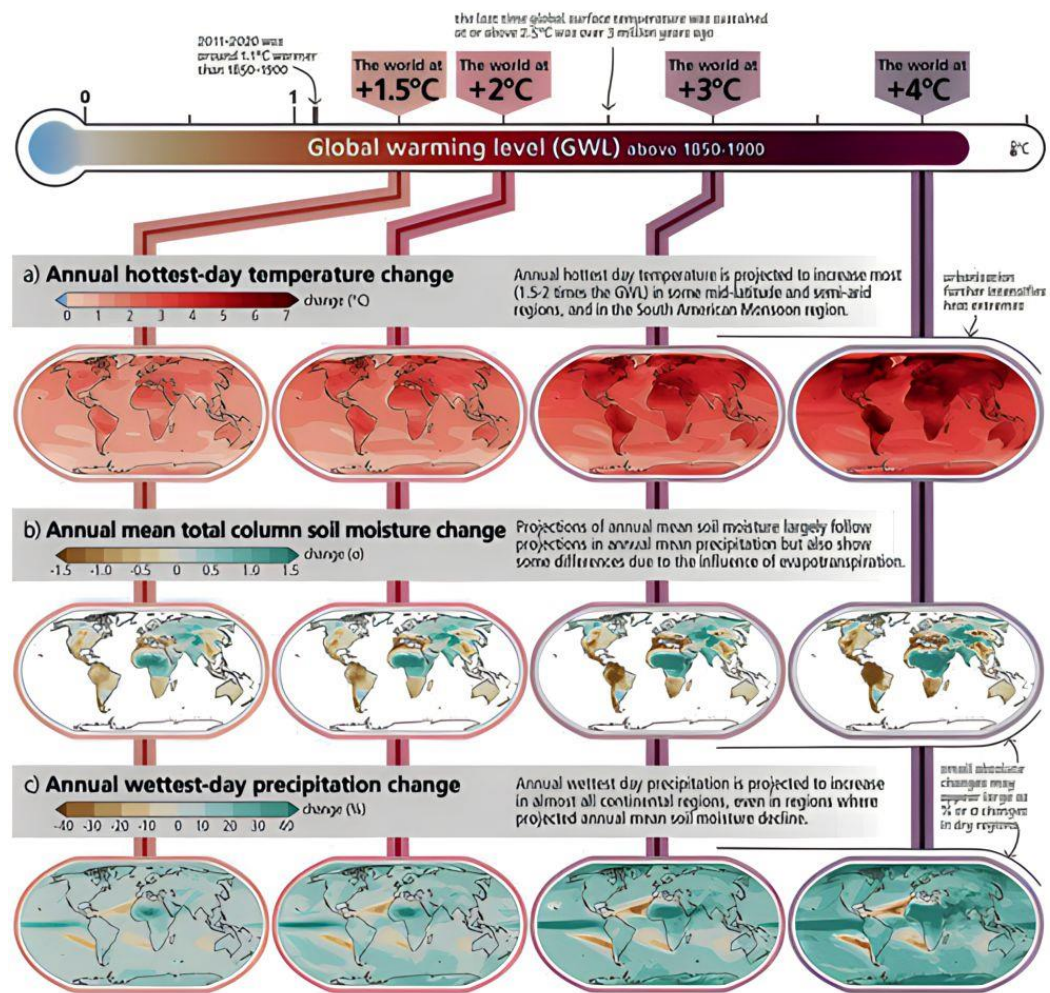 2011-2020 was
around 1.1°C warmer
than 1850-1900
the last time global surface temperature was sustained
at or above 2.5°C was over 3 million years ago
The world at
+1.5°C
The world at
+2°C
The world at
+3°C
The world at
+4°C
0
1
Global warming level (GWL) above 1850-1900
°C
a) Annual hottest-day temperature change
change (°C)
0 1 2 3 4 5 6 7
Annual hottest day temperature is projected to increase most
(1.5-2 times the GWL) in some mid-latitude and semi-arid
regions, and in the South American Monsoon region.
urbanisation
further intensifies
heat extremes
b) Annual mean total column soil moisture change
change (σ)
-1.5 -1.0 -0.5 0 0.5 1.0 1.5
Projections of annual mean soil moisture largely follow
projections in annual mean precipitation but also show
some differences due to the influence of evapotranspiration.
c) Annual wettest-day precipitation change
change (%)
-40 -30 -20 -10 0 10 20 30 40
Annual wettest day precipitation is projected to increase
in almost all continental regions, even in regions where
projected annual mean soil moisture decline.
small absolute
changes may
appear large as
% or σ changes
in dry regions